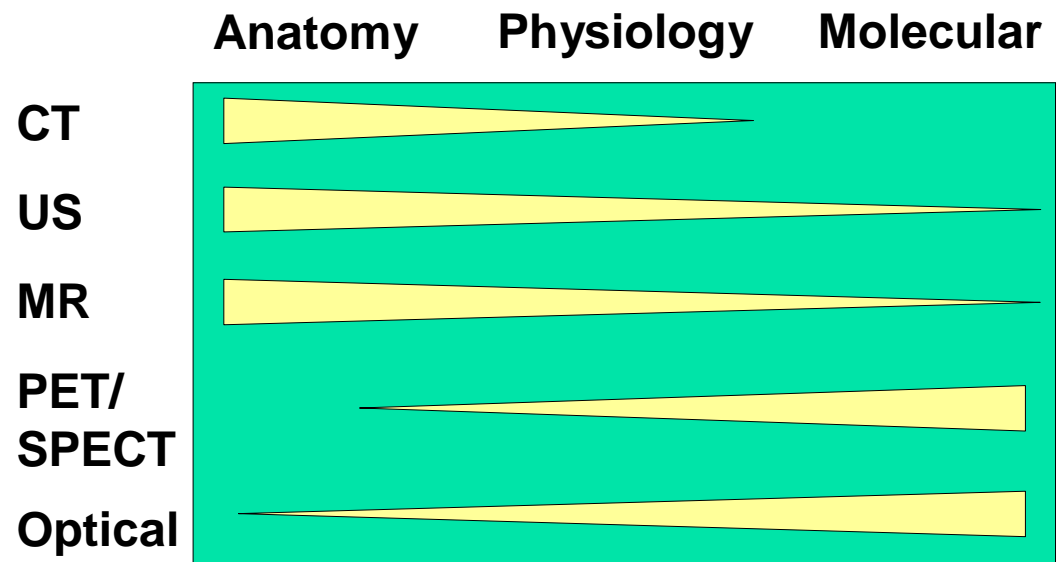 Anatomy Physiology Molecular
CT
US
MR
PET/
SPECT
Optical